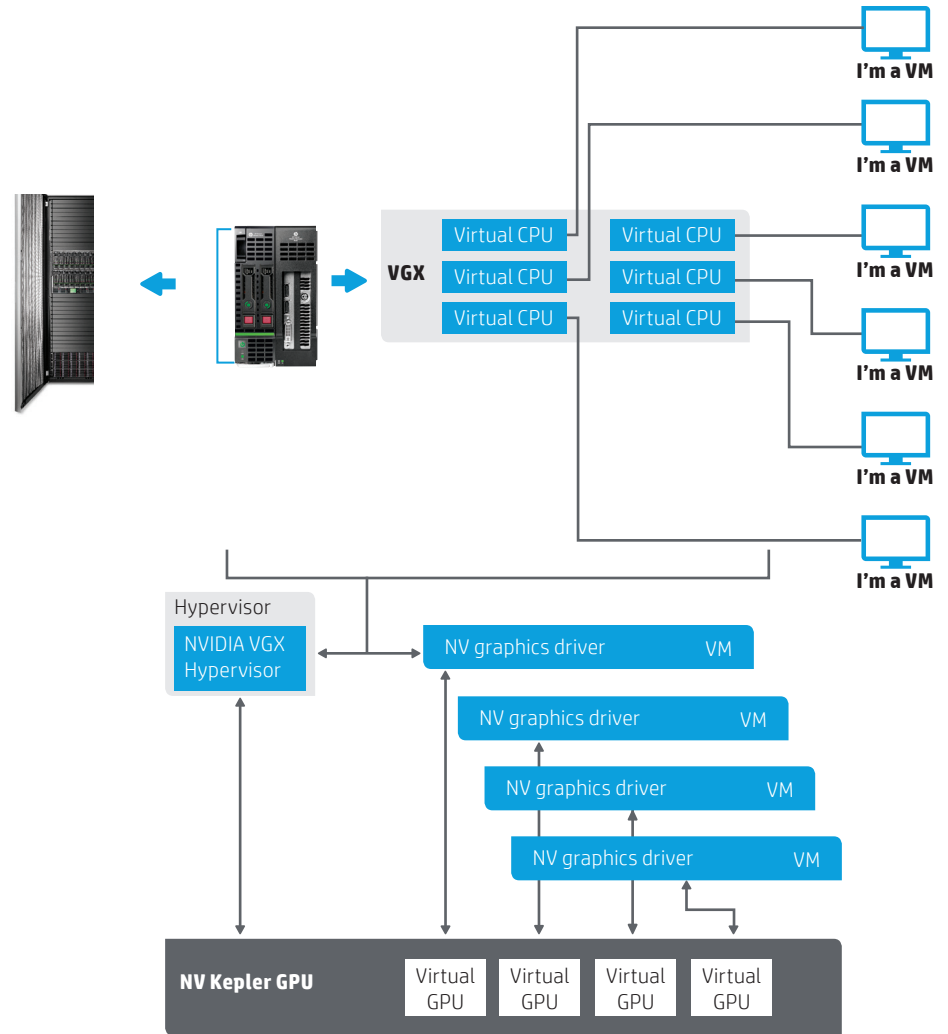 I'm a VM
I'm a VM
I'm a VM
I'm a VM
I'm a VM
I'm a VM
VGX
Virtual CPU
Virtual CPU
Virtual CPU
Virtual CPU
Virtual CPU
Virtual CPU
Hypervisor
NVIDIA VGX
Hypervisor
NV graphics driver VM
NV graphics driver VM
NV graphics driver VM
NV graphics driver VM
NV Kepler GPU
Virtual
GPU
Virtual
GPU
Virtual
GPU
Virtual
GPU